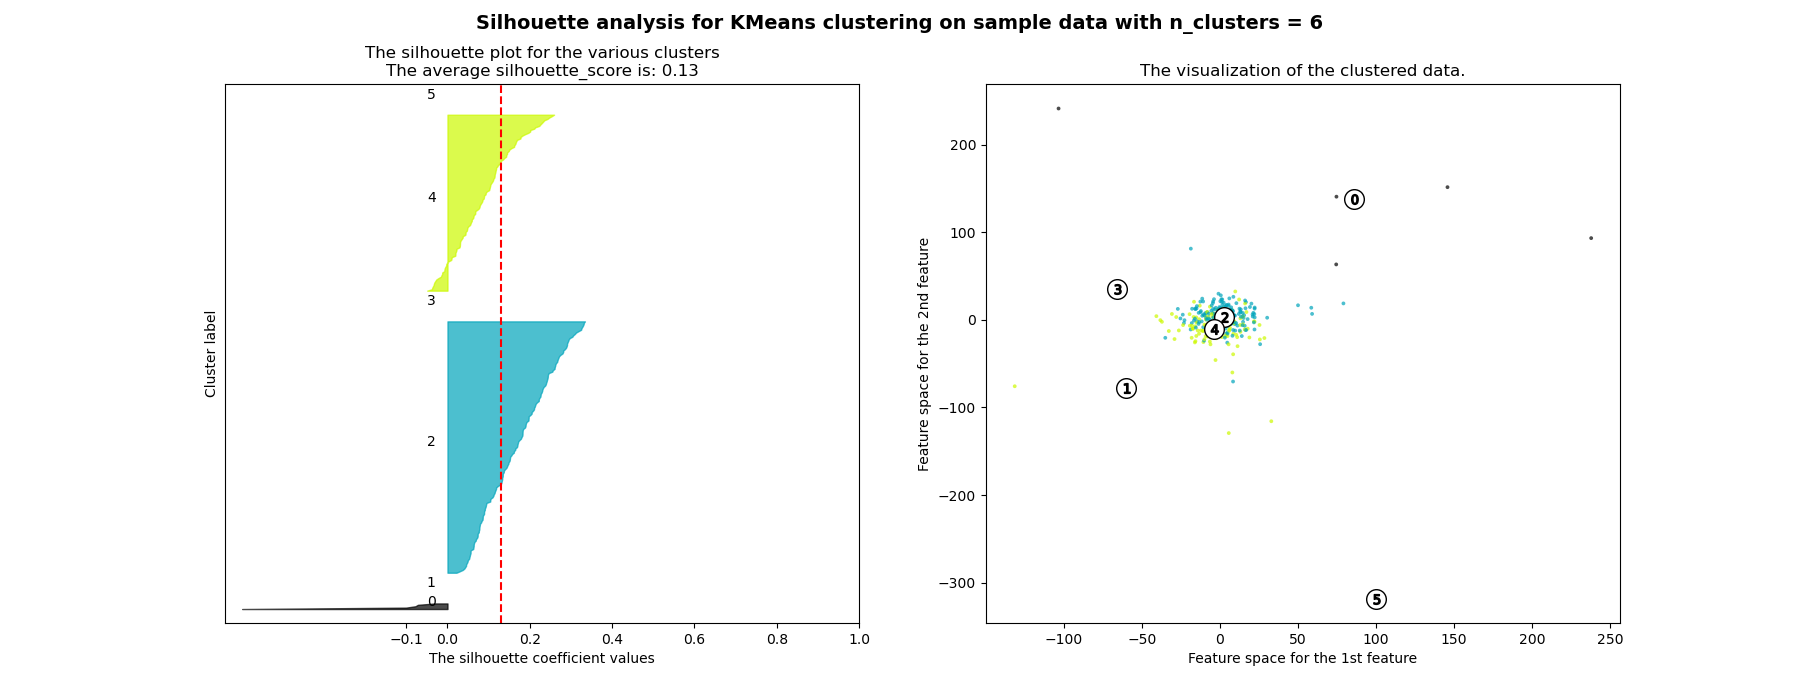 Silhouette analysis for KMeans clustering on sample data with n_clusters = 6
The silhouette plot for the various clusters
The average silhouette_score is: 0.13
5
4
3
2
1
0
Cluster label
−0.1 0.0 0.2 0.4 0.6 0.8 1.0
The silhouette coefficient values
The visualization of the clustered data.
200
100
0
−100
−200
−300
Feature space for the 2nd feature
0
3
2
4
1
5
−100 −50 0 50 100 150 200 250
Feature space for the 1st feature